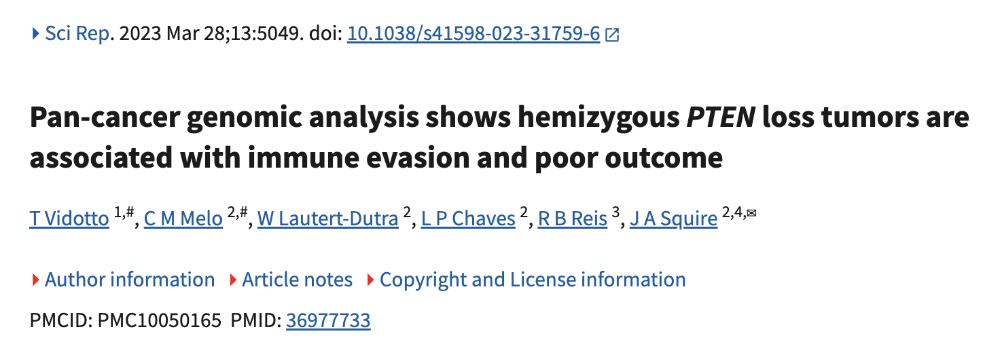 Sci Rep. 2023 Mar 28;13:5049. doi: 10.1038/s41598-023-31759-6
Pan-cancer genomic analysis shows hemizygous PTEN loss tumors are
associated with immune evasion and poor outcome
T Vidotto 1,#, C M Melo 2,#, W Lautert-Dutra 2, L P Chaves 2, R B Reis 3, J A Squire 2,4,✉
Author information Article notes Copyright and License information
PMCID: PMC10050165 PMID: 36977733